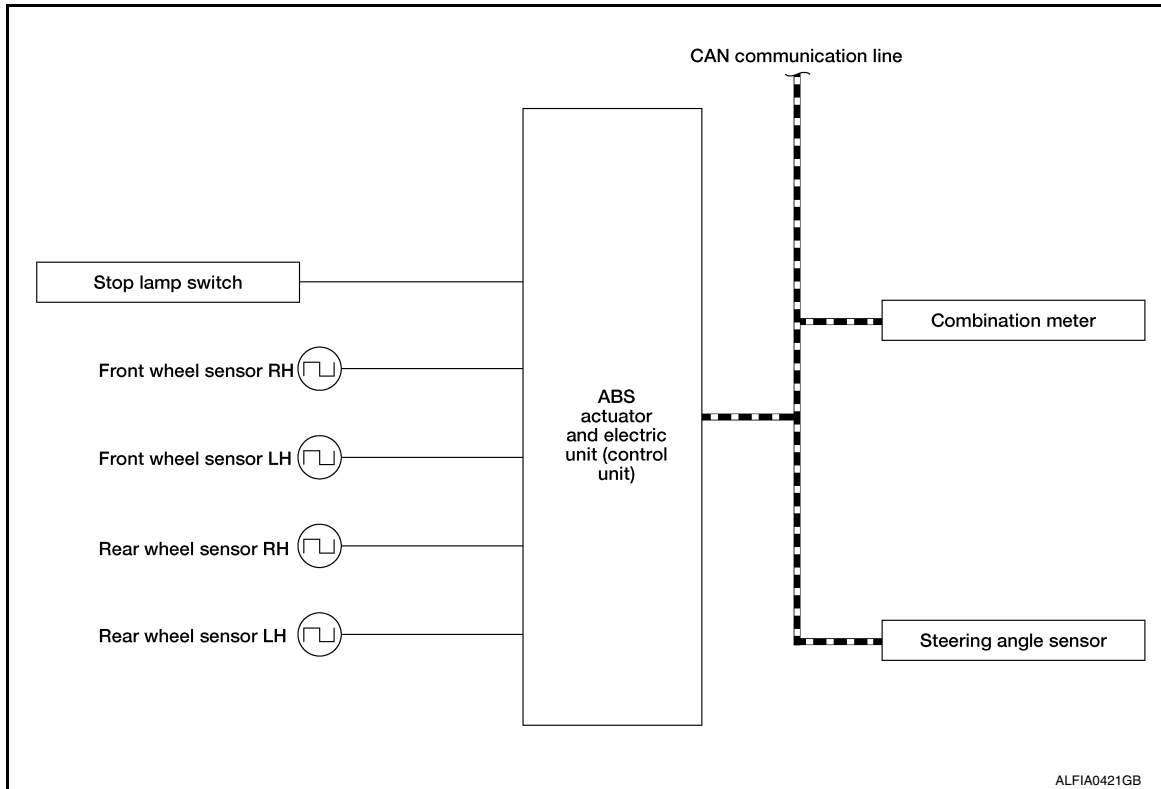 CAN communication line
Stop lamp switch
Combination meter
Front wheel sensor RH
ABS
actuator
and electric
unit (control
unit)
Front wheel sensor LH
Rear wheel sensor RH
Rear wheel sensor LH
Steering angle sensor
ALFIA0421GB